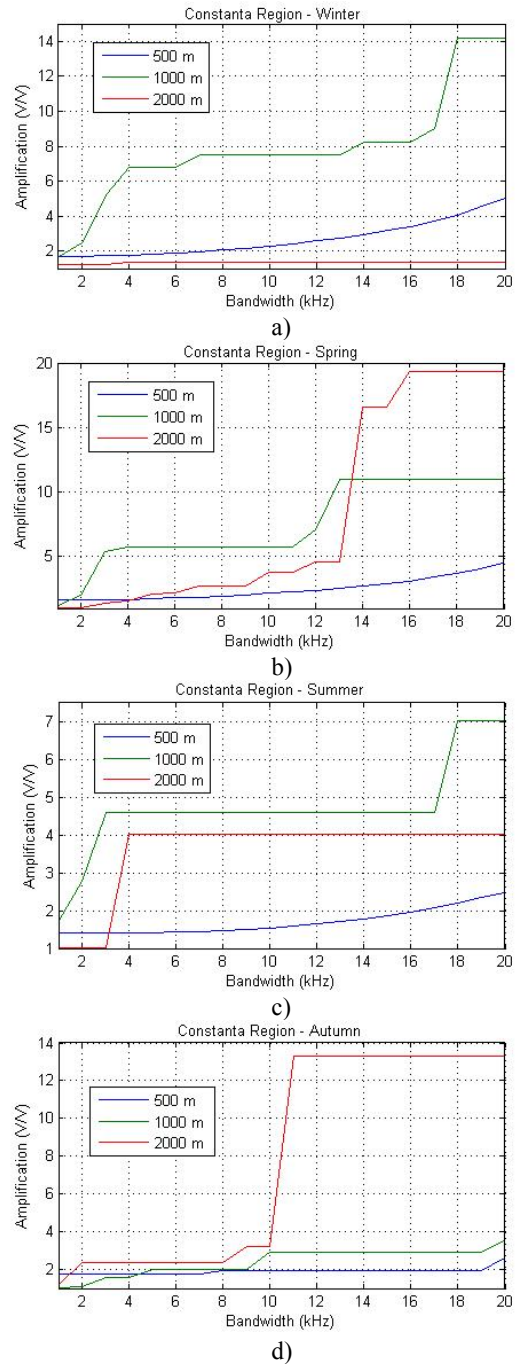 Constanta Region - Winter
14
12
10
8
6
4
2
Amplification (V/V)
500 m
1000 m
2000 m
2 4 6 8 10 12 14 16 18 20
Bandwidth (kHz)
a)
Constanta Region - Spring
20
15
10
5
Amplification (V/V)
500 m
1000 m
2000 m
2 4 6 8 10 12 14 16 18 20
Bandwidth (kHz)
b)
Constanta Region - Summer
7
6
5
4
3
2
1
Amplification (V/V)
500 m
1000 m
2000 m
2 4 6 8 10 12 14 16 18 20
Bandwidth (kHz)
c)
Constanta Region - Autumn
14
12
10
8
6
4
2
Amplification (V/V)
500 m
1000 m
2000 m
2 4 6 8 10 12 14 16 18 20
Bandwidth (kHz)
d)